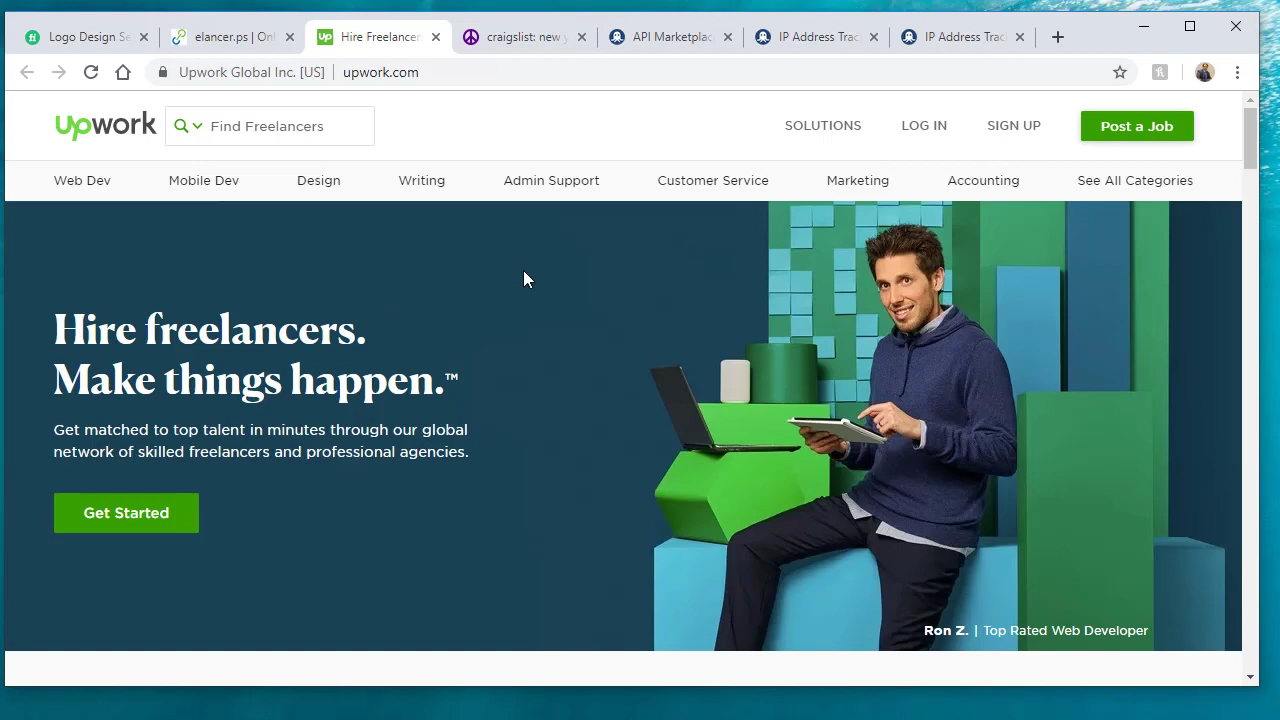 Logo Design Se
elancer.ps | Onl
Hire Freelancer
craigslist: new y
API Marketplac
IP Address Trac
IP Address Trac
Upwork Global Inc. [US] | upwork.com
upwork
Find Freelancers
SOLUTIONS
LOG IN
SIGN UP
Post a Job
Web Dev
Mobile Dev
Design
Writing
Admin Support
Customer Service
Marketing
Accounting
See All Categories
Hire freelancers.
Make things happen.™
Get matched to top talent in minutes through our global
network of skilled freelancers and professional agencies.
Get Started
Ron Z. | Top Rated Web Developer